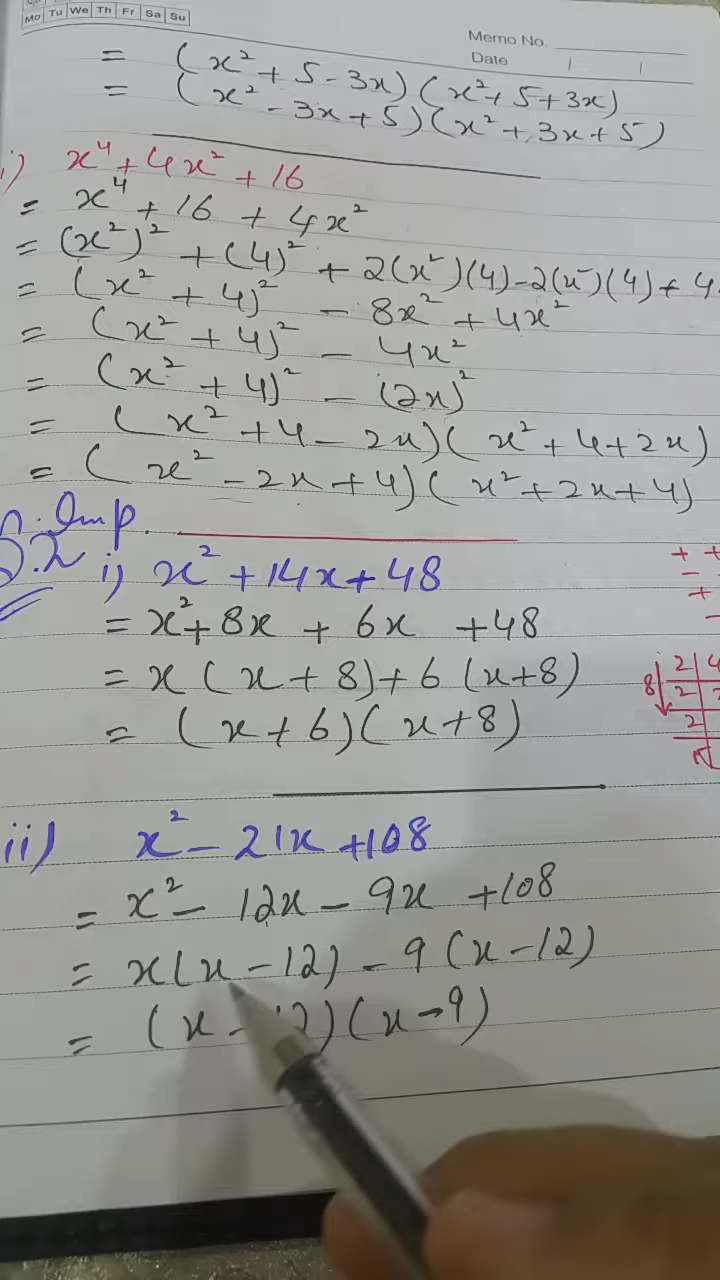 Mo Tu We Th Fr Sa Su
Memo No.
Date
= (x² + 5 - 3x) (x² + 5 + 3x)
= (x² - 3x + 5) (x² + 3x + 5)
i) x⁴ + 4x² + 16
= x⁴ + 16 + 4x²
= (x²)² + (4)² + 2(x²)(4) - 2(x²)(4) + 4
= (x² + 4)² - 8x² + 4x²
= (x² + 4)² - 4x²
= (x² + 4)² - (2x)²
= (x² + 4 - 2x) (x² + 4 + 2x)
= (x² - 2x + 4) (x² + 2x + 4)
Imp.
Q.2 i) x² + 14x + 48
= x² + 8x + 6x + 48
= x (x + 8) + 6 (x + 8)
= (x + 6) (x + 8)
ii) x² - 21x + 108
= x² - 12x - 9x + 108
= x (x - 12) - 9 (x - 12)
= (x - 12) (x - 9)